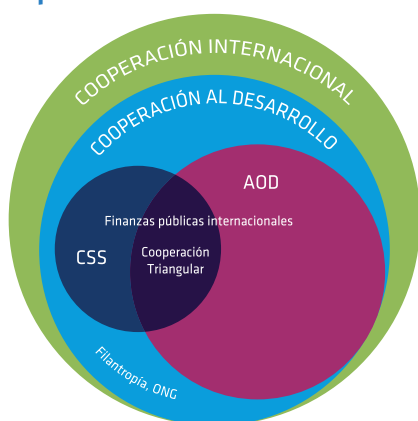 COOPERACIÓN INTERNACIONAL
COOPERACIÓN AL DESARROLLO
AOD
Finanzas públicas internacionales
CSS
Cooperación
Triangular
Filantropía, ONG